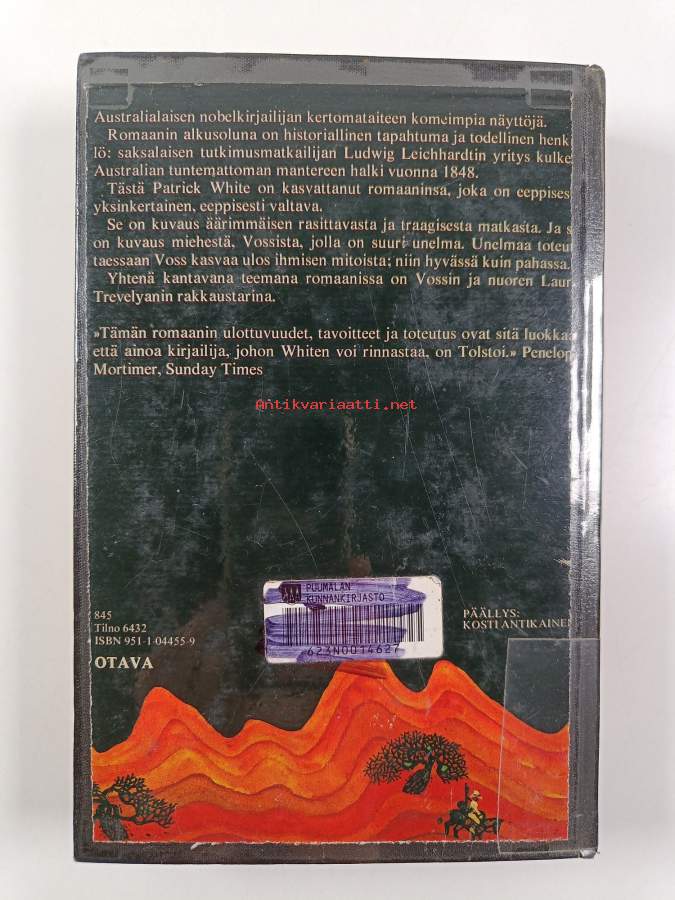 Australialaisen nobelkirjailijan kertomataiteen komeimpia näyttöjä.
Romaanin alkusoluna on historiallinen tapahtuma ja todellinen henki
lö: saksalaisen tutkimusmatkailijan Ludwig Leichhardtin yritys kulke
Australian tuntemattoman mantereen halki vuonna 1848.
Tästä Patrick White on kasvattanut romaaninsa, joka on eeppises
yksinkertainen, eeppisesti valtava.
Se on kuvaus äärimmäisen rasittavasta ja traagisesta matkasta. Ja s
on kuvaus miehestä, Vossista, jolla on suuri unelma. Unelmaa toteut
taessaan Voss kasvaa ulos ihmisen mitoista; niin hyvässä kuin pahassa.
Yhtenä kantavana teemana romaanissa on Vossin ja nuoren Laur
Trevelyanin rakkaustarina.
»Tämän romaanin ulottuvuudet, tavoitteet ja toteutus ovat sitä luokkaa
että ainoa kirjailija, johon Whiten voi rinnastaa, on Tolstoi.» Penelop
Mortimer, Sunday Times
Antikvariaatti.net
PUUMALAN
KUNNANKIRJASTO
623N0014627
845
Tilno 6432
ISBN 951-1-04455-9
OTAVA
PÄÄLLYS:
KOSTI ANTIKAINEN